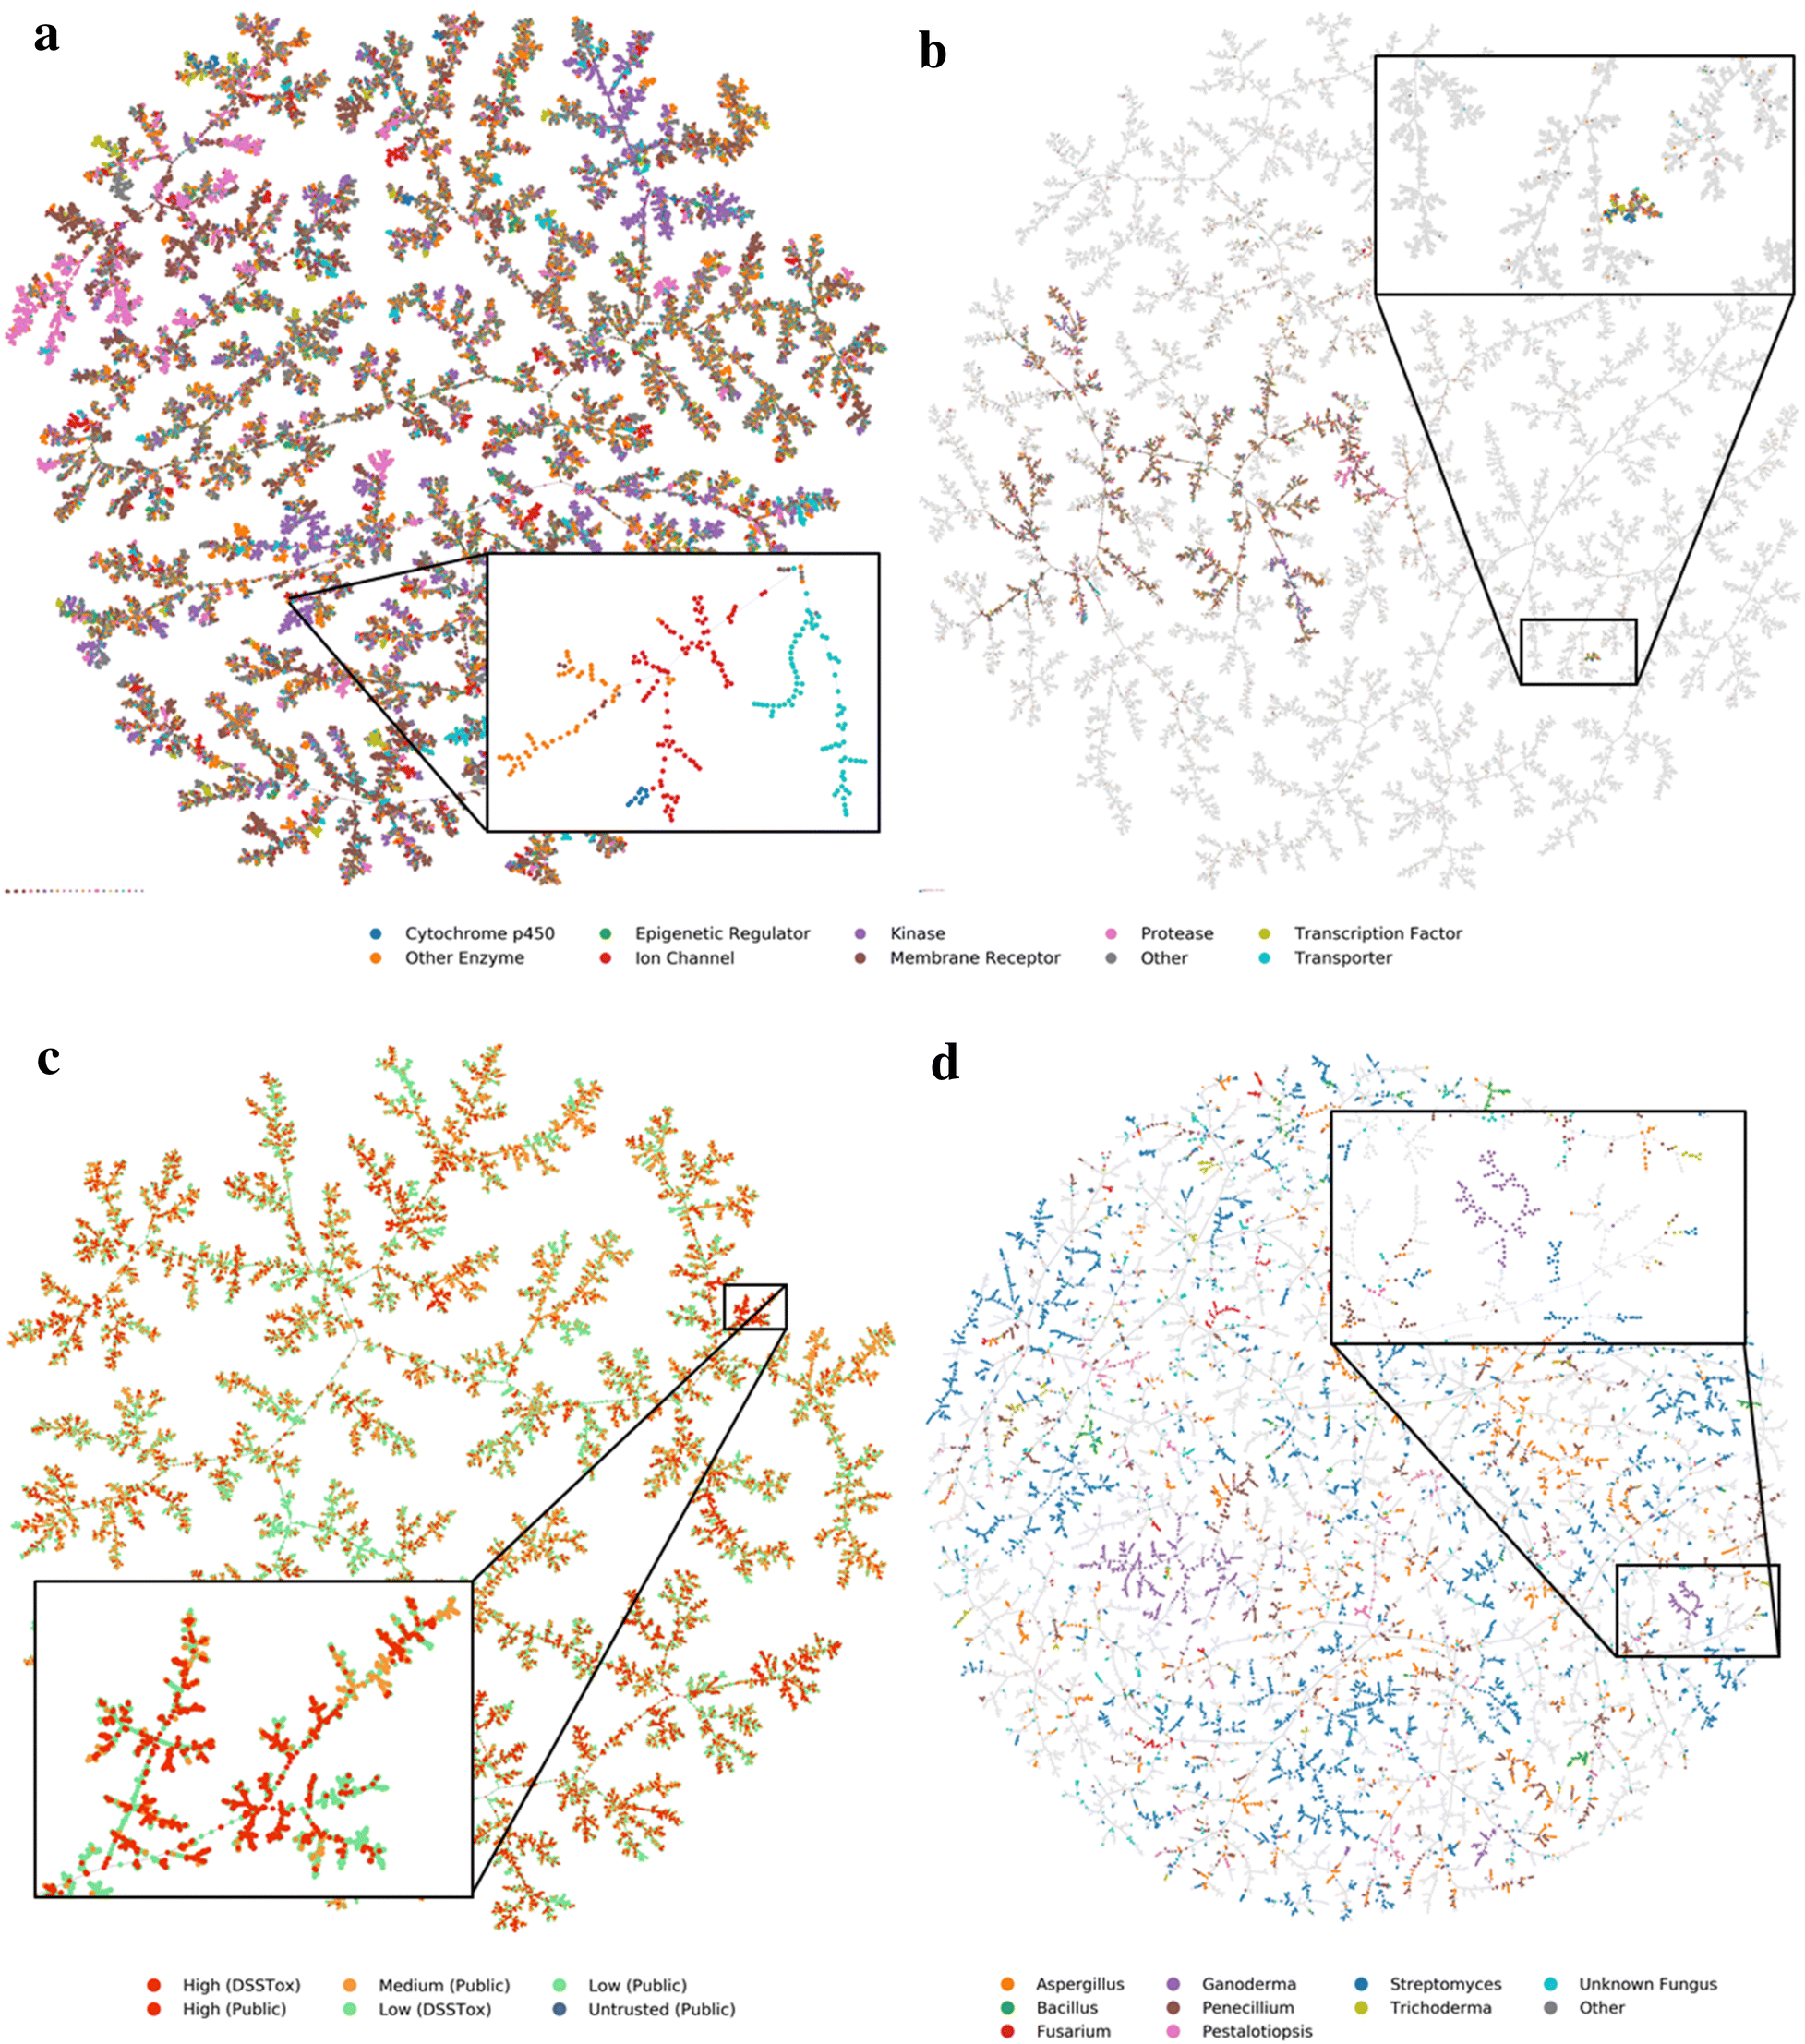 a
b
Cytochrome p450 Epigenetic Regulator Kinase Protease Transcription Factor
Other Enzyme Ion Channel Membrane Receptor Other Transporter
c
d
High (DSSTox) Medium (Public) Low (Public)
High (Public) Low (DSSTox) Untrusted (Public)
Aspergillus Ganoderma Streptomyces Unknown Fungus
Bacillus Penecillium Trichoderma Other
Fusarium Pestalotiopsis